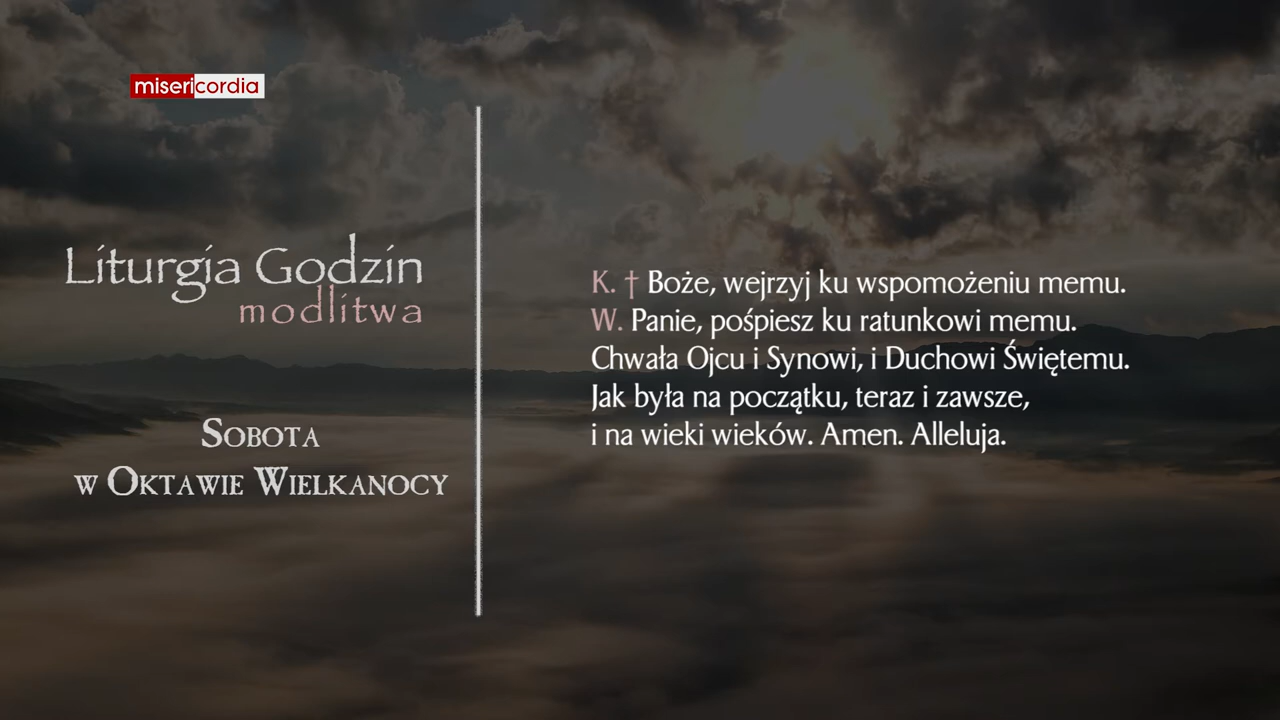 misericordia
Liturgia Godzin
modlitwa
Sobota
w Oktawie Wielkanocy
K. † Boże, wejrzyj ku wspomożeniu memu.
W. Panie, pośpiesz ku ratunkowi memu.
Chwała Ojcu i Synowi, i Duchowi Świętemu.
Jak była na początku, teraz i zawsze,
i na wieki wieków. Amen. Alleluja.